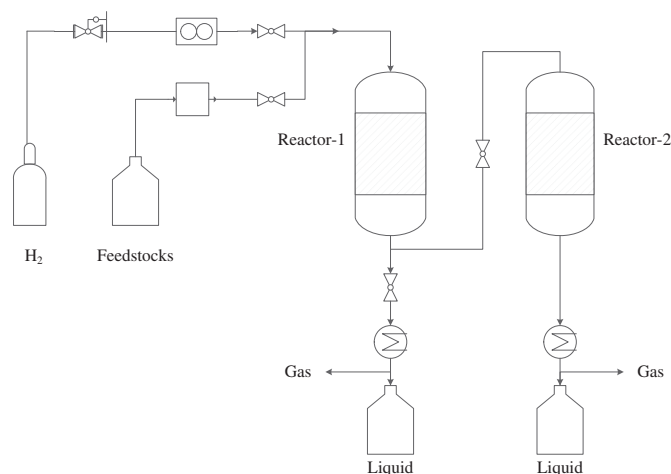 Reactor-1
Reactor-2
H₂
Feedstocks
Gas
Gas
Liquid
Liquid